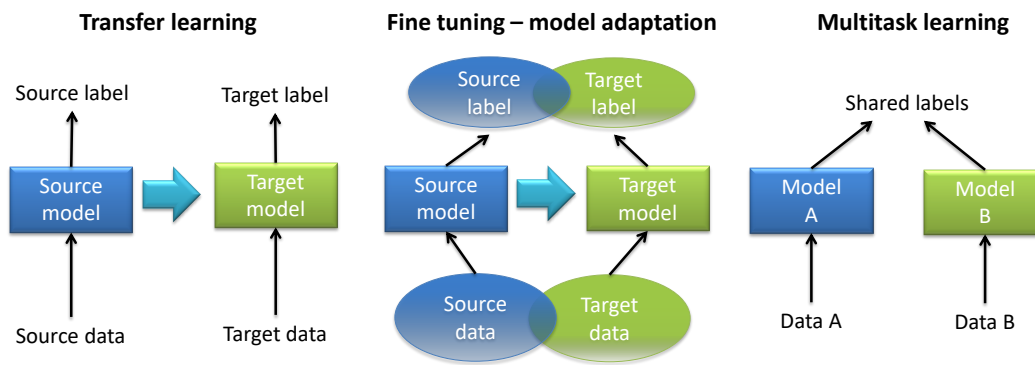 Transfer learning
Source label
Target label
Source
model
Target
model
Source data
Target data
Fine tuning – model adaptation
Source
label
Target
label
Source
model
Target
model
Source
data
Target
data
Multitask learning
Shared labels
Model
A
Model
B
Data A
Data B